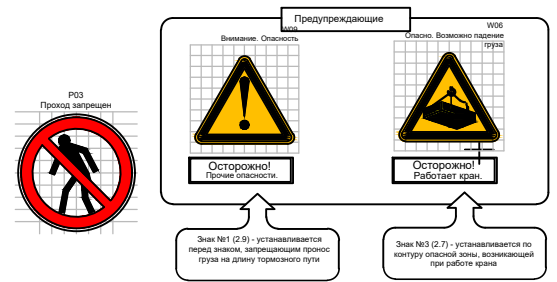 Предупреждающие
W09
Внимание. Опасность
W06
Опасно. Возможно падение
груза
P03
Проход запрещен
Осторожно!
Прочие опасности.
Осторожно!
Работает кран.
Знак №1 (2.9) - устанавливается
перед знаком, запрещающим пронос
груза на длину тормозного пути
Знак №3 (2.7) - устанавливается по
контуру опасной зоны, возникающей
при работе крана